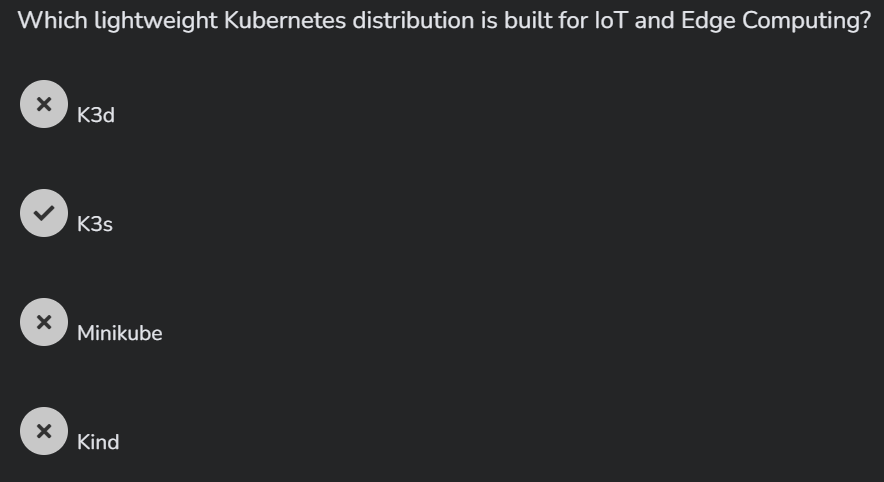 Which lightweight Kubernetes distribution is built for IoT and Edge Computing?
K3d
K3s
Minikube
Kind